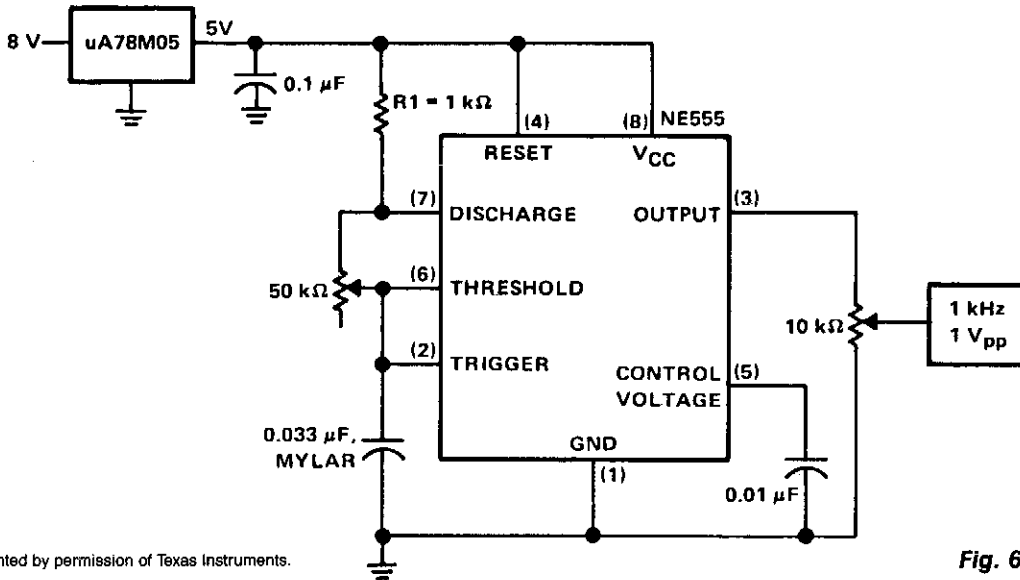 8 V
uA78M05
5V
0.1 μF
R1 = 1 kΩ
(4)
(8)
NE555
RESET
VCC
(7)
DISCHARGE
OUTPUT
(3)
50 kΩ
(6)
THRESHOLD
10 kΩ
1 kHz
1 Vpp
(2)
TRIGGER
CONTROL
VOLTAGE
(5)
0.033 μF,
MYLAR
GND
(1)
0.01 μF
nted by permission of Texas Instruments.
Fig. 6